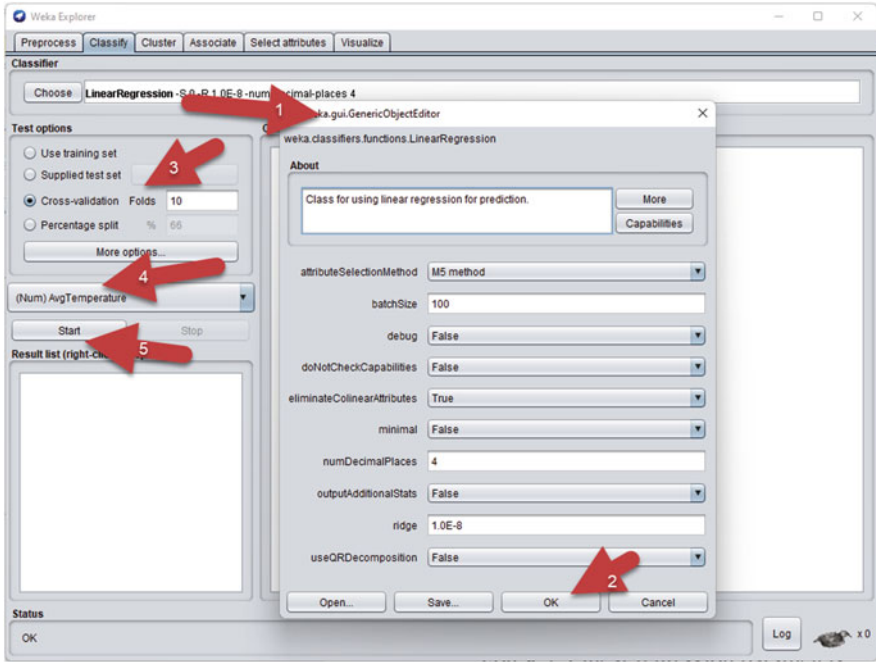 Weka Explorer
Preprocess Classify Cluster Associate Select attributes Visualize
Classifier
Choose LinearRegression -S 0 -R 1.0E-8 -num-decimal-places 4
1
weka.gui.GenericObjectEditor
weka.classifiers.functions.LinearRegression
About
Class for using linear regression for prediction.
More
Capabilities
attributeSelectionMethod M5 method
batchSize 100
debug False
doNotCheckCapabilities False
eliminateColinearAttributes True
minimal False
numDecimalPlaces 4
outputAdditionalStats False
ridge 1.0E-8
useQRDecomposition False
2
Open... Save... OK Cancel
Test options
Use training set
Supplied test set
3
Cross-validation Folds 10
Percentage split % 66
More options...
4
(Num) AvgTemperature
Start Stop
5
Result list (right-cli
Status
OK
Log x 0